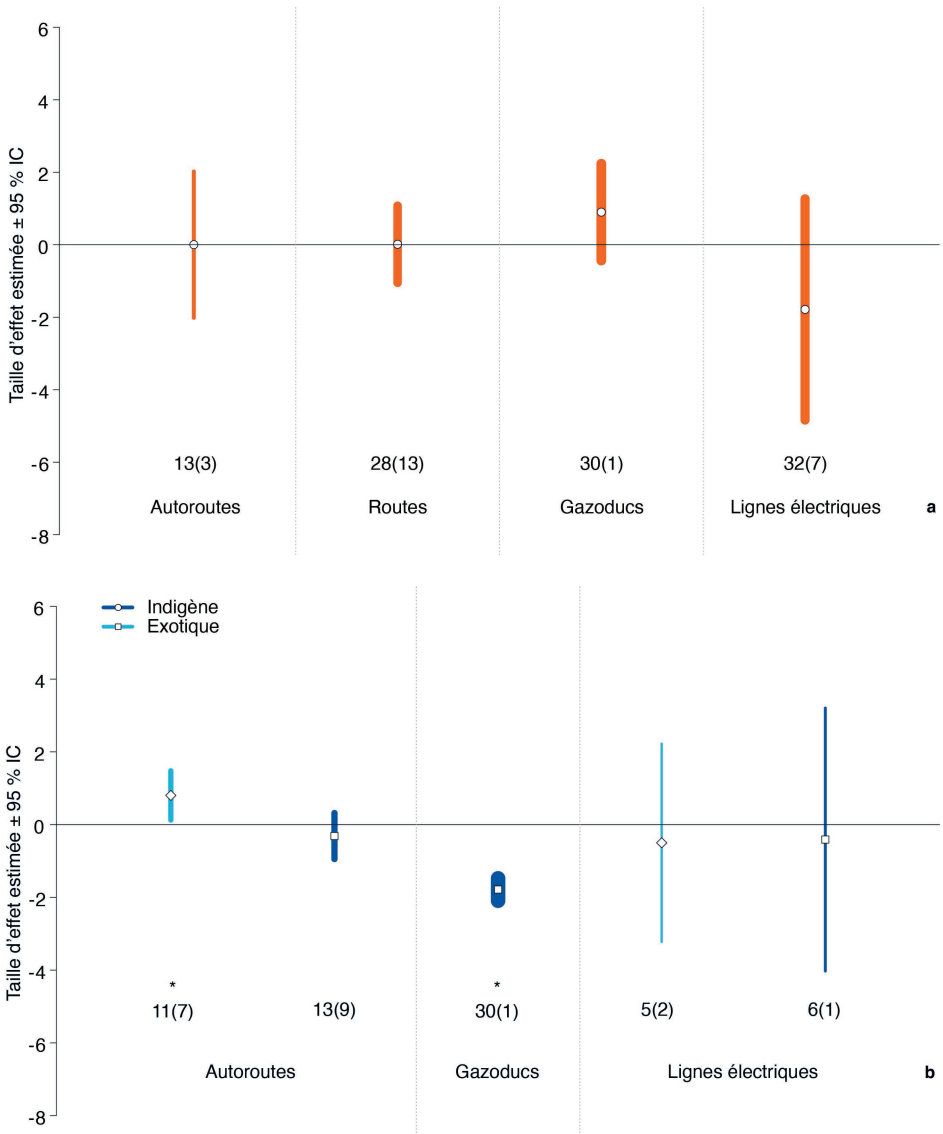 6
4
2
0
-2
-4
-6
-8
Taille d'effet estimée ± 95 % IC
13(3) 28(13) 30(1) 32(7)
Autoroutes Routes Gazoducs Lignes électriques a
Indigène
Exotique
6
4
2
0
-2
-4
-6
-8
Taille d'effet estimée ± 95 % IC
* *
11(7) 13(9) 30(1) 5(2) 6(1)
Autoroutes Gazoducs Lignes électriques b